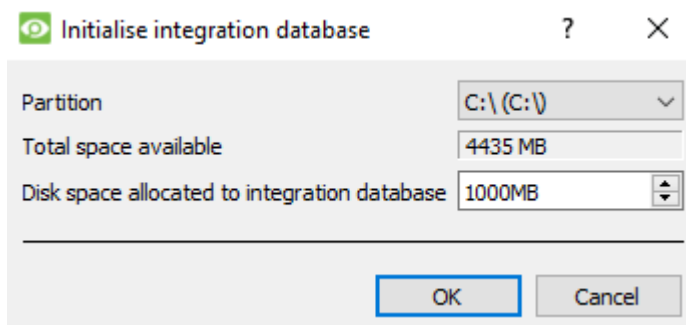 Initialise integration database ?
Partition C:\ (C:\)
Total space available 4435 MB
Disk space allocated to integration database 1000MB
OK Cancel